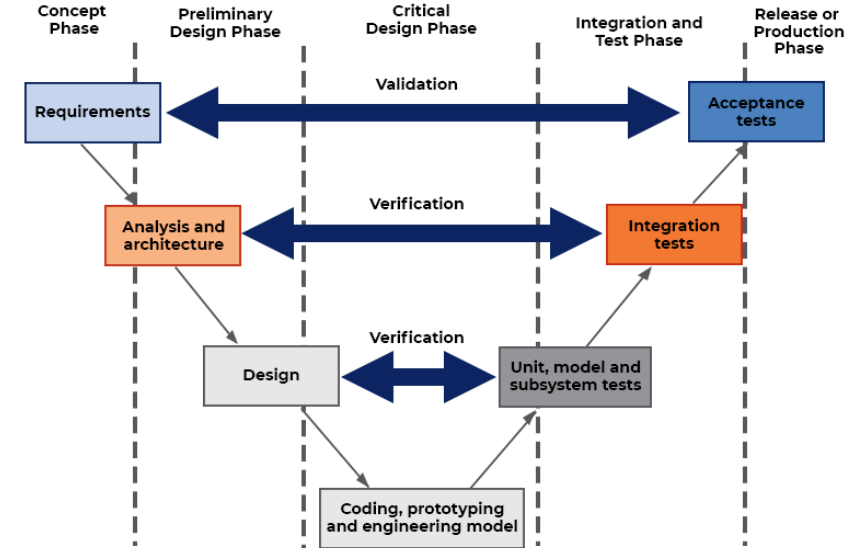 Concept
Phase
Preliminary
Design Phase
Critical
Design Phase
Integration and
Test Phase
Release or
Production
Phase
Validation
Requirements
Acceptance
tests
Verification
Analysis and
architecture
Integration
tests
Verification
Design
Unit, model and
subsystem tests
Coding, prototyping
and engineering model